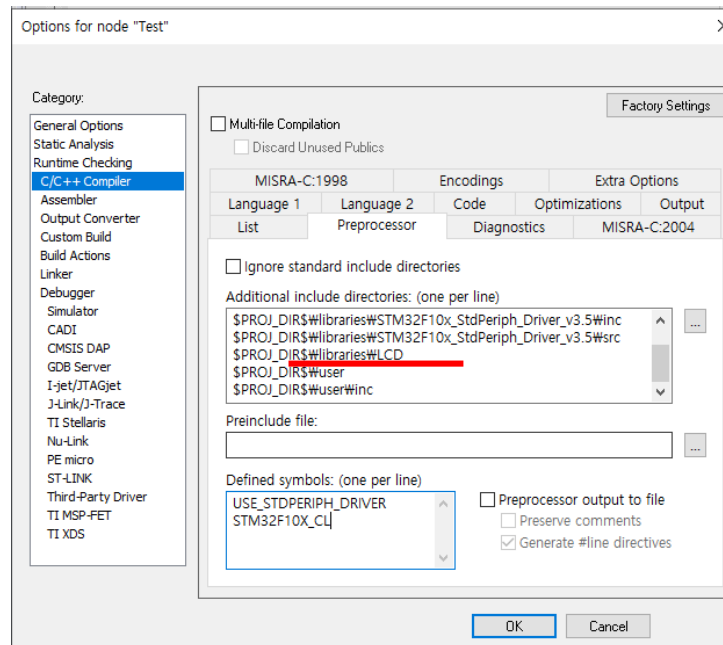 Options for node "Test"
Category:
General Options
Static Analysis
Runtime Checking
C/C++ Compiler
Assembler
Output Converter
Custom Build
Build Actions
Linker
Debugger
Simulator
CADI
CMSIS DAP
GDB Server
I-jet/JTAGjet
J-Link/J-Trace
TI Stellaris
Nu-Link
PE micro
ST-LINK
Third-Party Driver
TI MSP-FET
TI XDS
Factory Settings
Multi-file Compilation
Discard Unused Publics
MISRA-C:1998 Encodings Extra Options
Language 1 Language 2 Code Optimizations Output
List Preprocessor Diagnostics MISRA-C:2004
Ignore standard include directories
Additional include directories: (one per line)
$PROJ_DIR$₩libraries₩STM32F10x_StdPeriph_Driver_v3.5₩inc
$PROJ_DIR$₩libraries₩STM32F10x_StdPeriph_Driver_v3.5₩src
$PROJ_DIR$₩libraries₩LCD
$PROJ_DIR$₩user
$PROJ_DIR$₩user₩inc
...
Preinclude file:
...
Defined symbols: (one per line)
USE_STDPERIPH_DRIVER
STM32F10X_CL
Preprocessor output to file
Preserve comments
Generate #line directives
OK Cancel